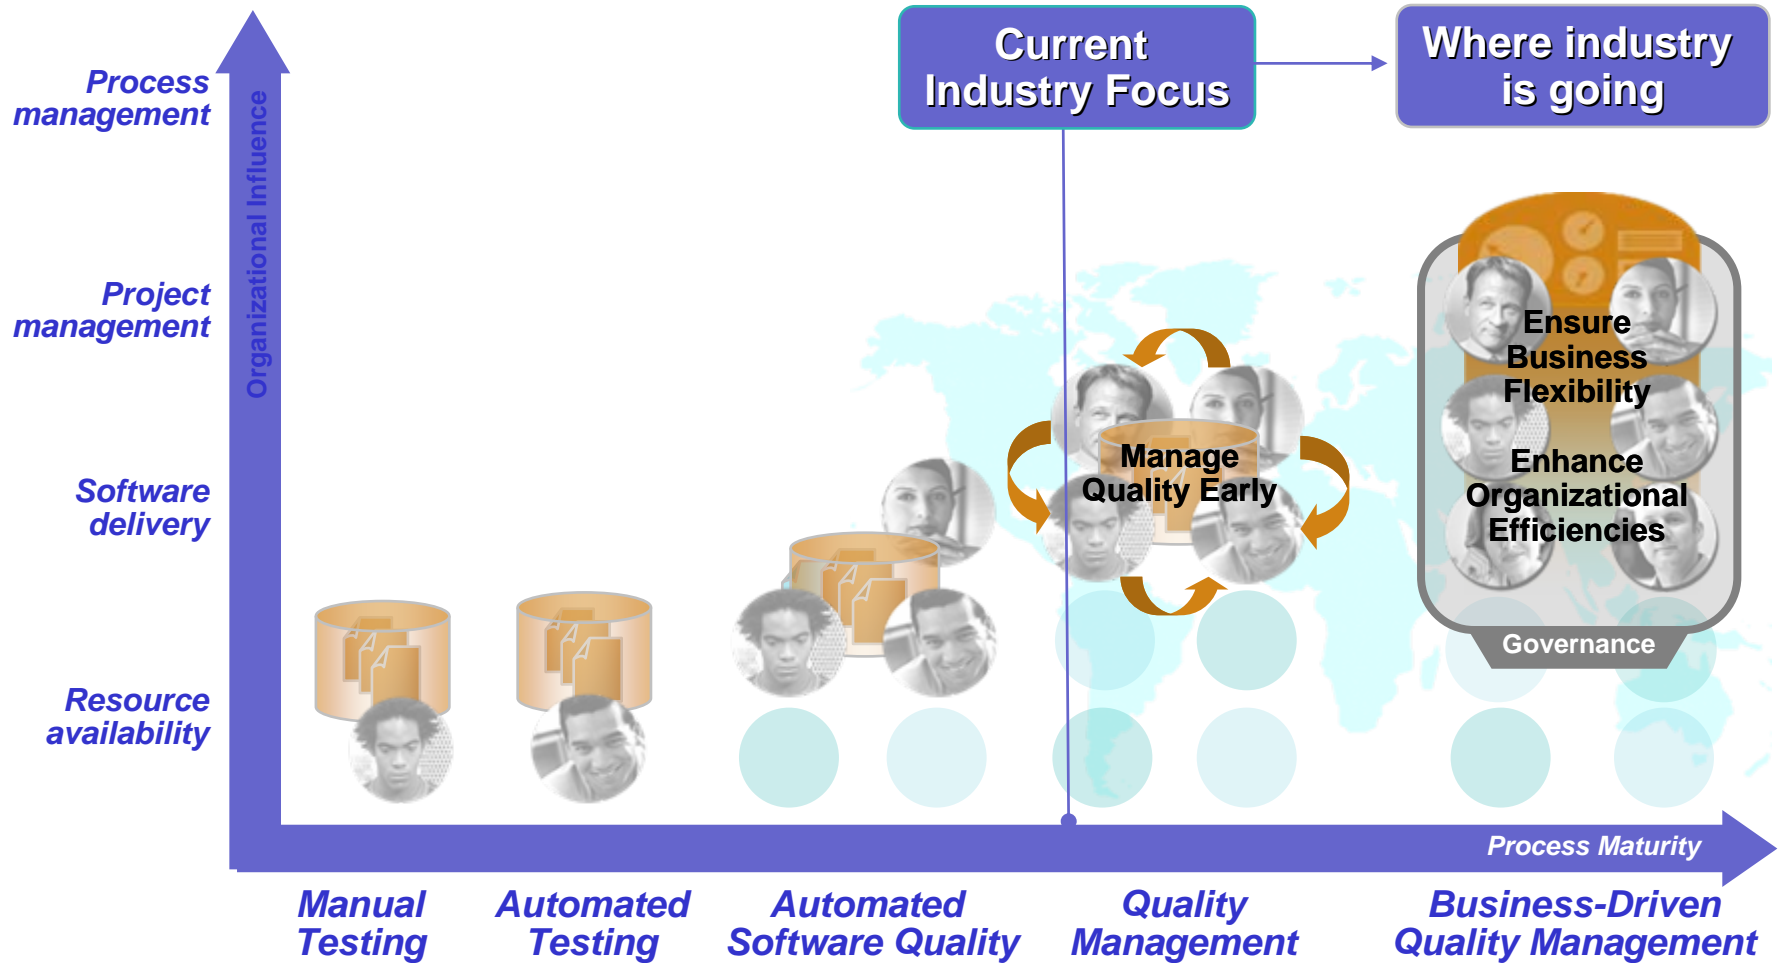 Current
Industry Focus
Where industry
is going
Process
management
Organizational Influence
Project
management
Ensure
Business
Flexibility
Manage
Quality Early
Enhance
Organizational
Efficiencies
Software
delivery
Governance
Resource
availability
Process Maturity
Manual
Testing
Automated
Testing
Automated
Software Quality
Quality
Management
Business-Driven
Quality Management